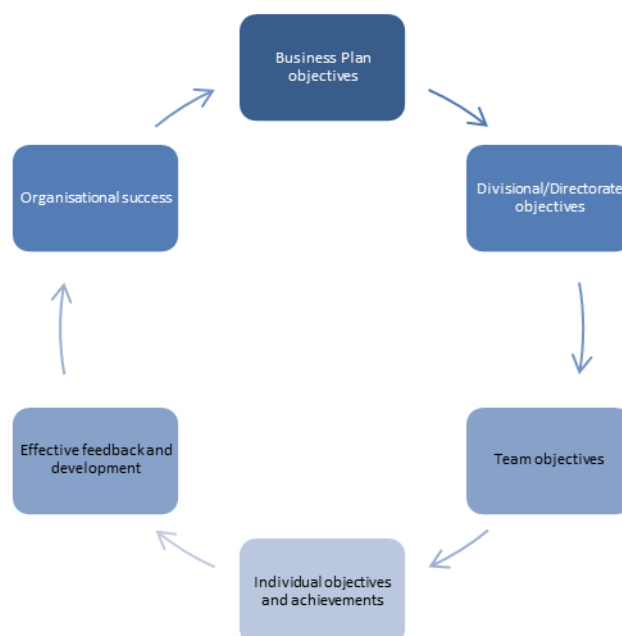 Business Plan
objectives
Divisional/Directorate
objectives
Team objectives
Individual objectives
and achievements
Effective feedback and
development
Organisational success